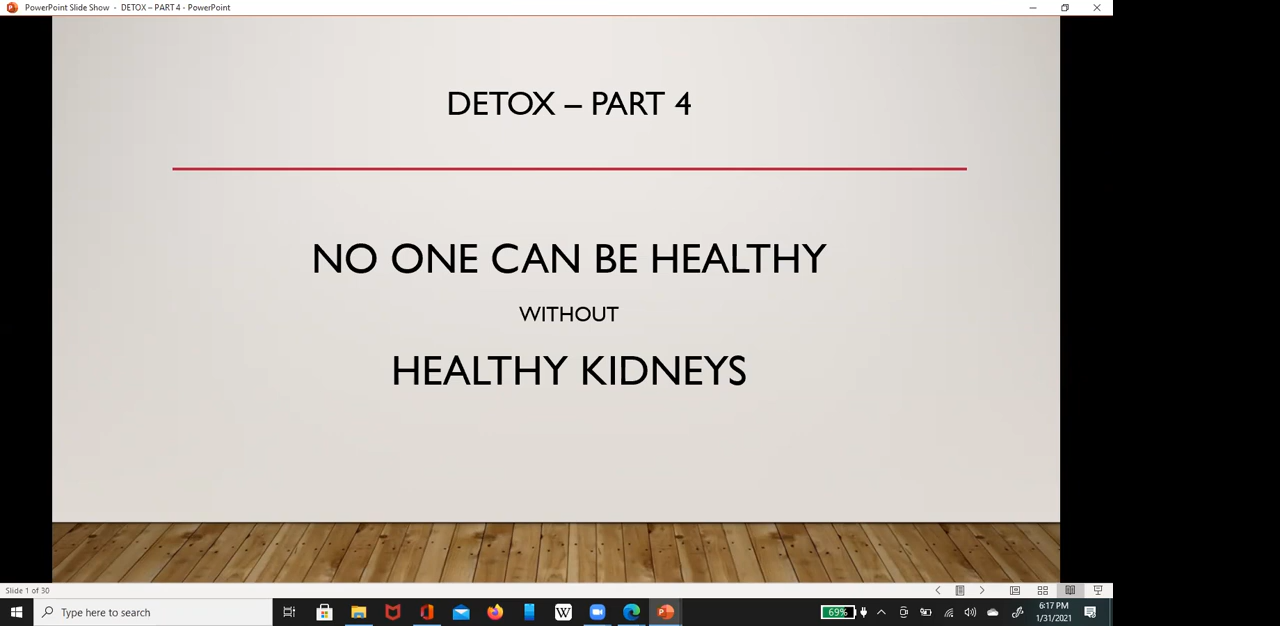 PowerPoint Slide Show - DETOX – PART 4 - PowerPoint
DETOX – PART 4
NO ONE CAN BE HEALTHY
WITHOUT
HEALTHY KIDNEYS
Slide 1 of 30
Type here to search
W
69%
6:17 PM
1/31/2021